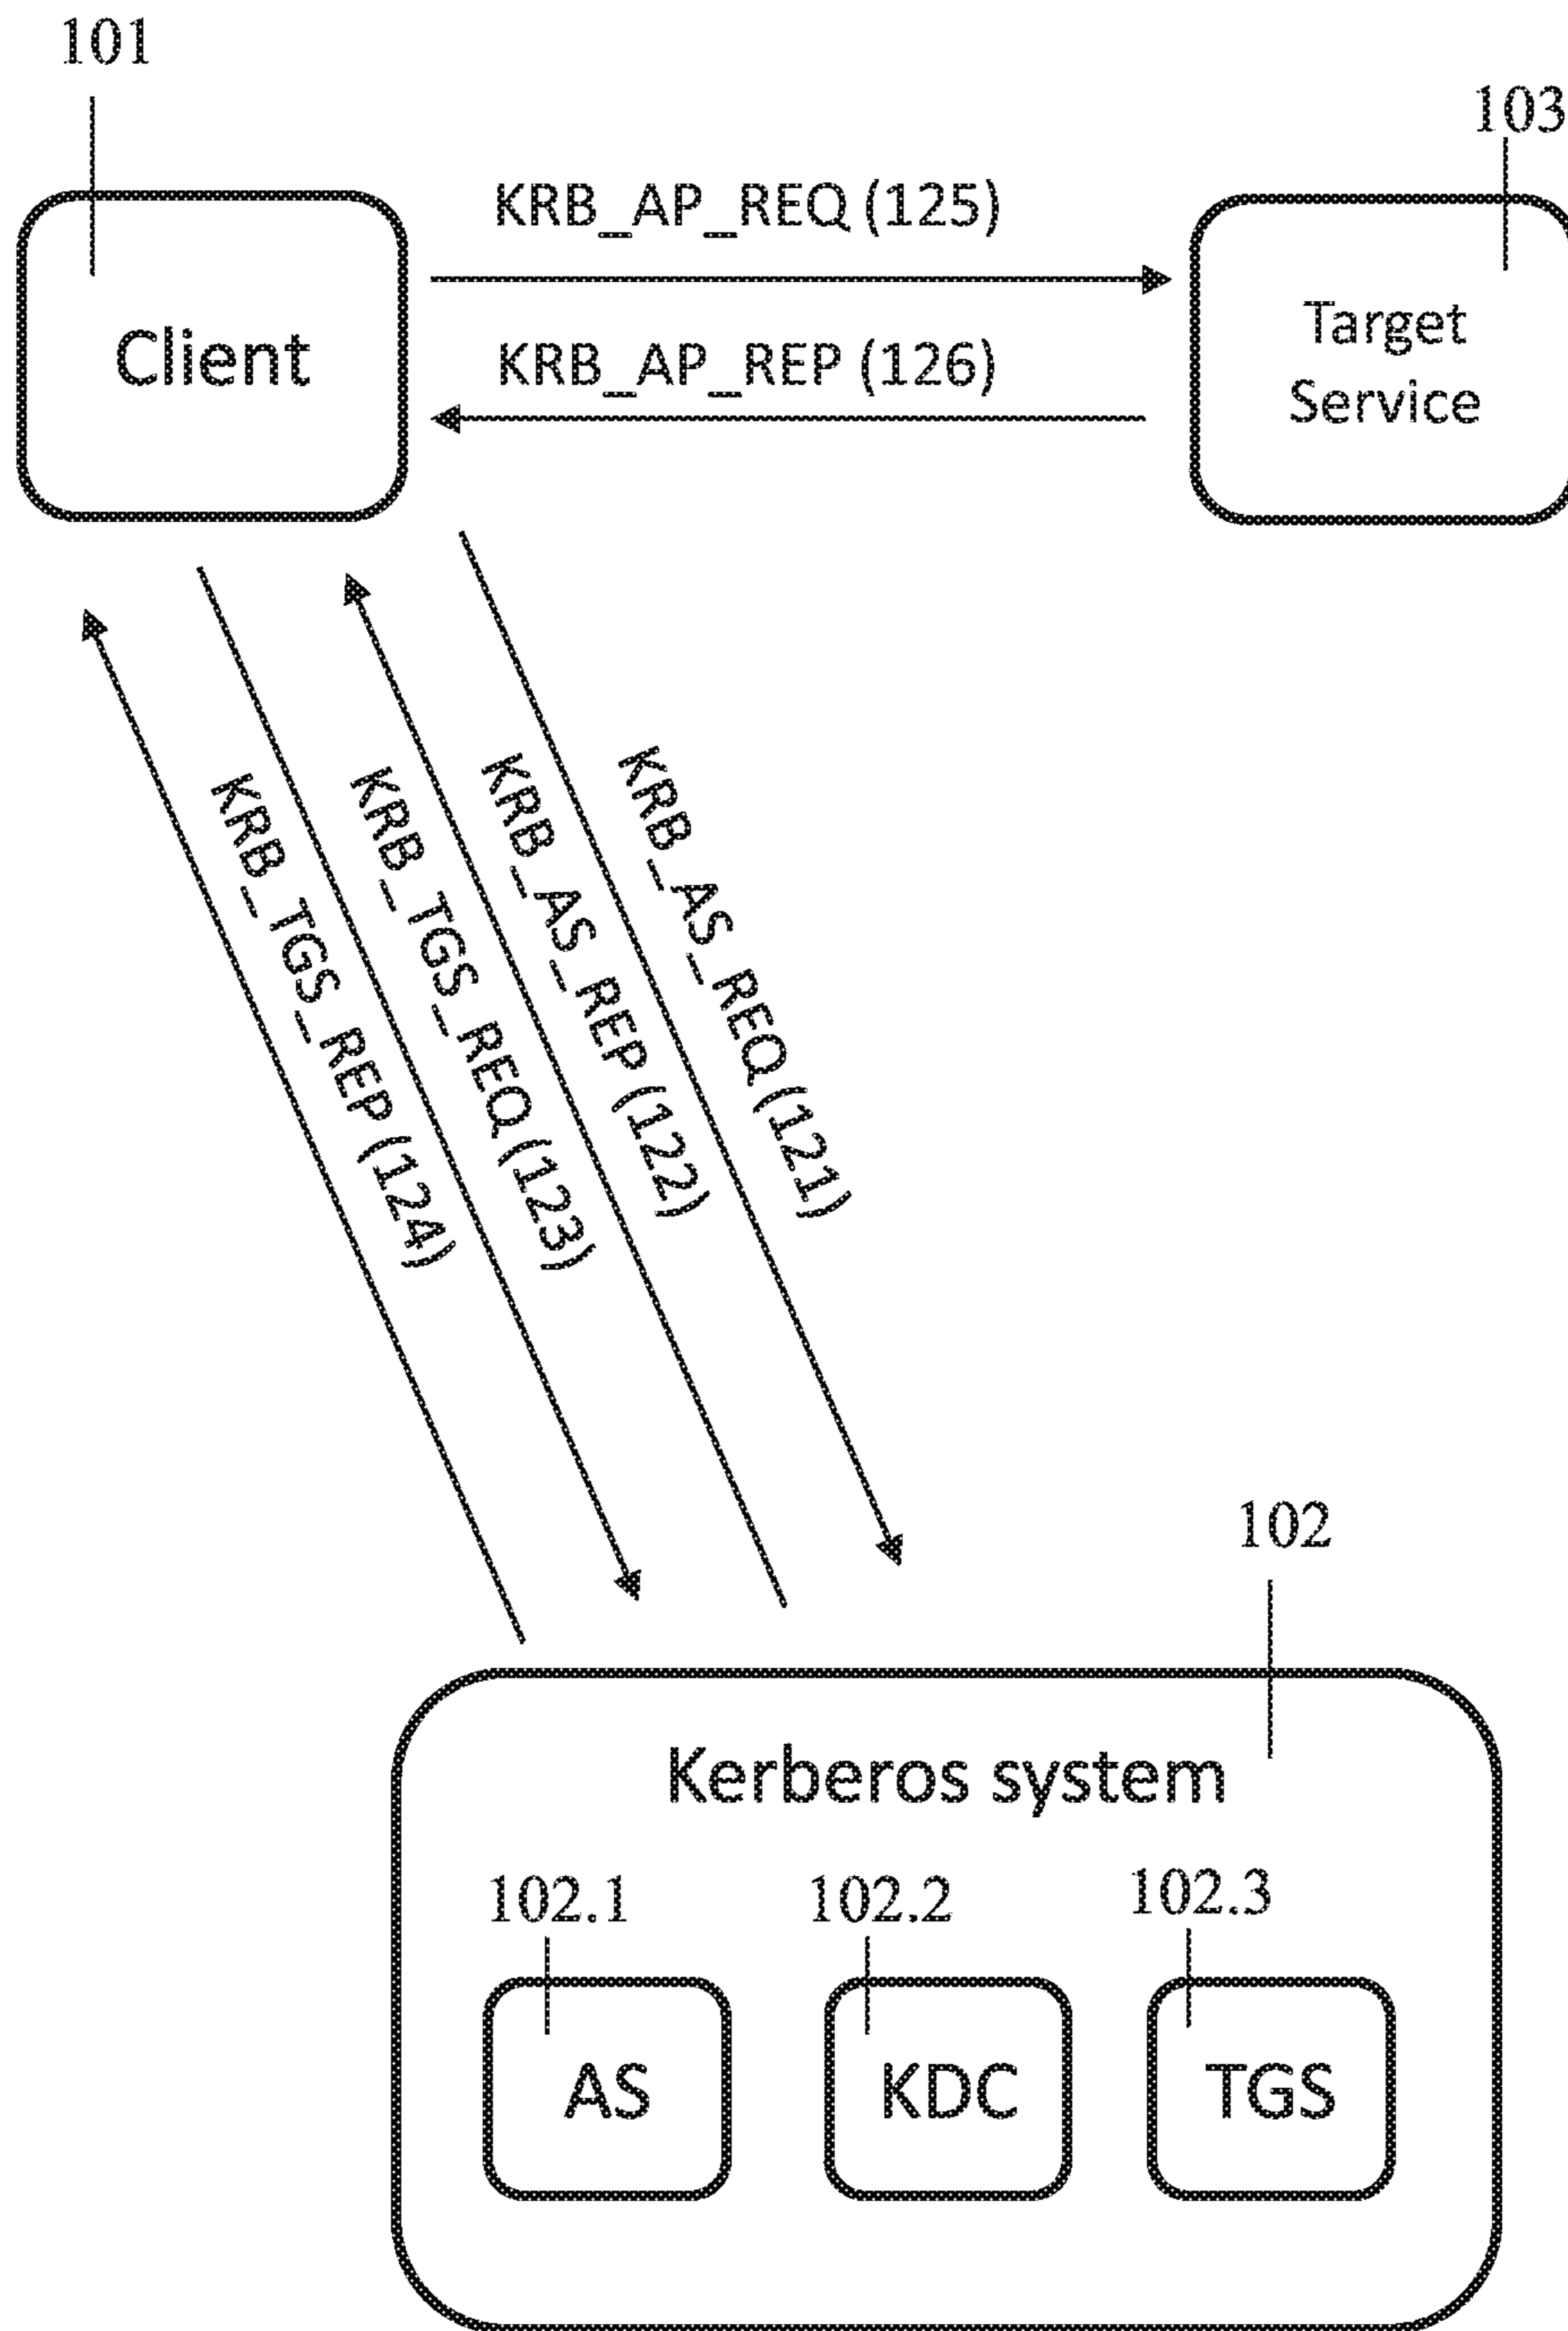 101
103
KRB_AP_REQ (125)
Client
KRB_AP_REP (126)
Target
Service
KRB_TGS_REP (124)
KRB_TGS_REQ (123)
KRB_AS_REP (122)
KRB_AS_REQ (121)
102
Kerberos system
102.1
102.2
102.3
AS
KDC
TGS